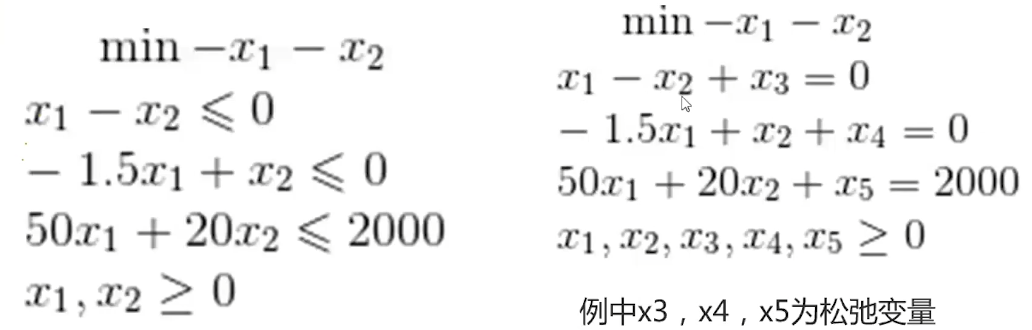 min −x₁ − x₂
x₁ − x₂ ⩽ 0
− 1.5x₁ + x₂ ⩽ 0
50x₁ + 20x₂ ⩽ 2000
x₁, x₂ ≥ 0
min −x₁ − x₂
x₁ − x₂ + x₃ = 0
− 1.5x₁ + x₂ + x₄ = 0
50x₁ + 20x₂ + x₅ = 2000
x₁, x₂, x₃, x₄, x₅ ≥ 0
例中x3，x4，x5为松弛变量